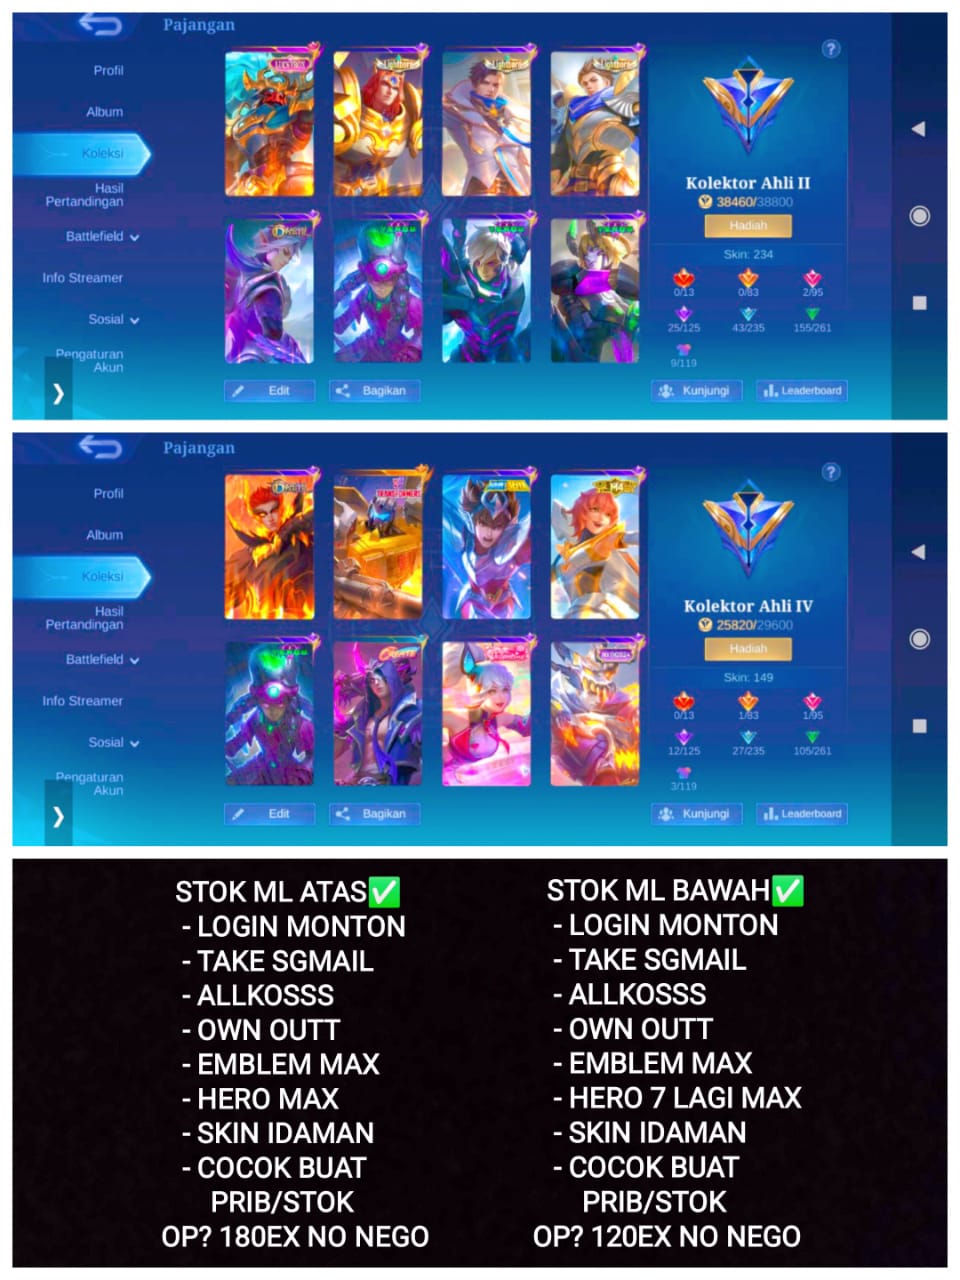 Pajangan
Profil
Album
Koleksi
Hasil
Pertandingan
Battlefield
Info Streamer
Sosial
Pengaturan
Akun
Lightborn
Lightborn
Lightborn
?
Kolektor Ahli II
38460/38800
Hadiah
Skin: 234
0/13 0/83 2/95
25/125 43/235 155/261
9/119
Edit
Bagikan
Kunjungi
Leaderboard
Pajangan
Profil
Album
Koleksi
Hasil
Pertandingan
Battlefield
Info Streamer
Sosial
Pengaturan
Akun
TRANSFORMERS
M4
?
Kolektor Ahli IV
25820/29600
Hadiah
Skin: 149
0/13 1/83 1/95
12/125 27/235 105/261
3/119
Edit
Bagikan
Kunjungi
Leaderboard
STOK ML ATAS✅
- LOGIN MONTON
- TAKE SGMAIL
- ALLKOSSS
- OWN OUTT
- EMBLEM MAX
- HERO MAX
- SKIN IDAMAN
- COCOK BUAT
PRIB/STOK
OP? 180EX NO NEGO
STOK ML BAWAH✅
- LOGIN MONTON
- TAKE SGMAIL
- ALLKOSSS
- OWN OUTT
- EMBLEM MAX
- HERO 7 LAGI MAX
- SKIN IDAMAN
- COCOK BUAT
PRIB/STOK
OP? 120EX NO NEGO